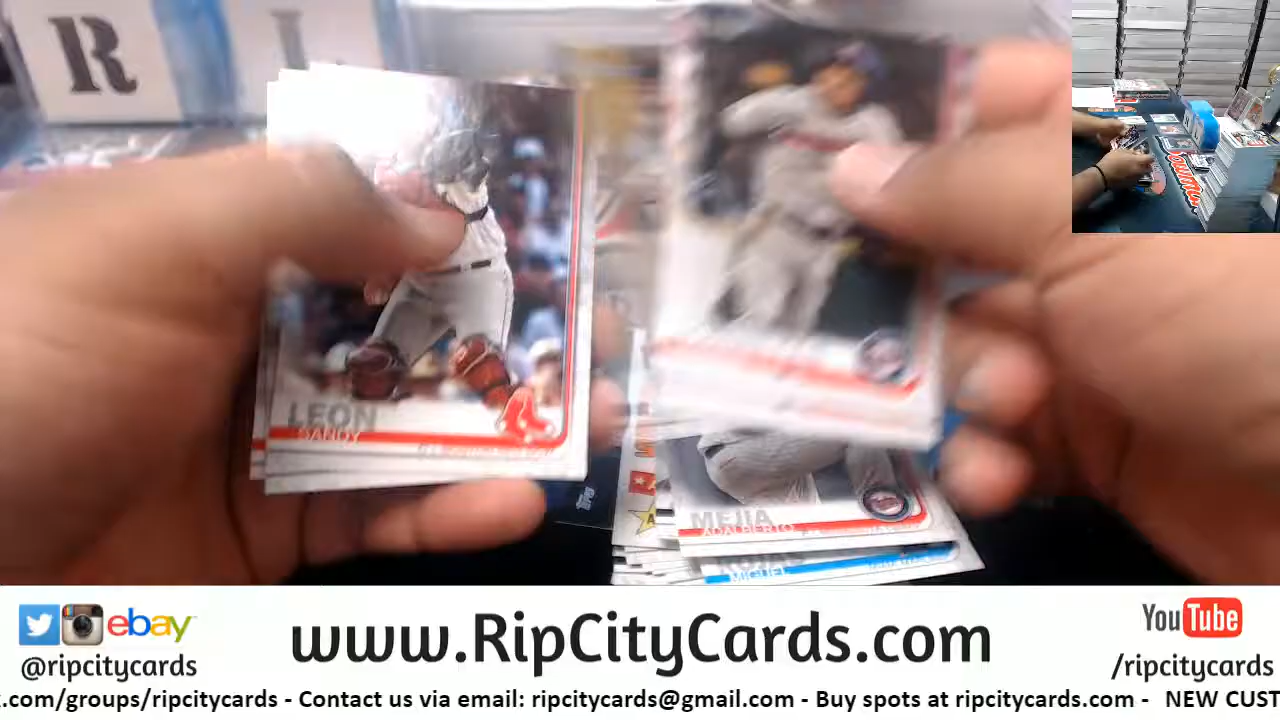 R
LEON
SANDY
MEJIA
ADALBERTO
MIGUEL
TOPPS
ebay
www.RipCityCards.com
YouTube
@ripcitycards
/ripcitycards
x.com/groups/ripcitycards - Contact us via email: ripcitycards@gmail.com - Buy spots at ripcitycards.com - NEW CUST